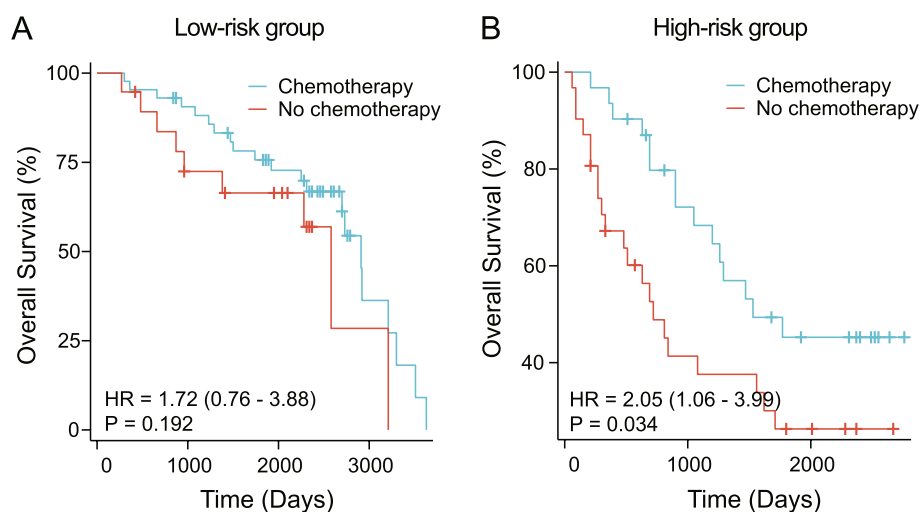 A
Low-risk group
Overall Survival (%)
100
75
50
25
0
Chemotherapy
No chemotherapy
HR = 1.72 (0.76 - 3.88)
P = 0.192
0 1000 2000 3000
Time (Days)
B
High-risk group
Overall Survival (%)
100
80
60
40
Chemotherapy
No chemotherapy
HR = 2.05 (1.06 - 3.99)
P = 0.034
0 1000 2000
Time (Days)